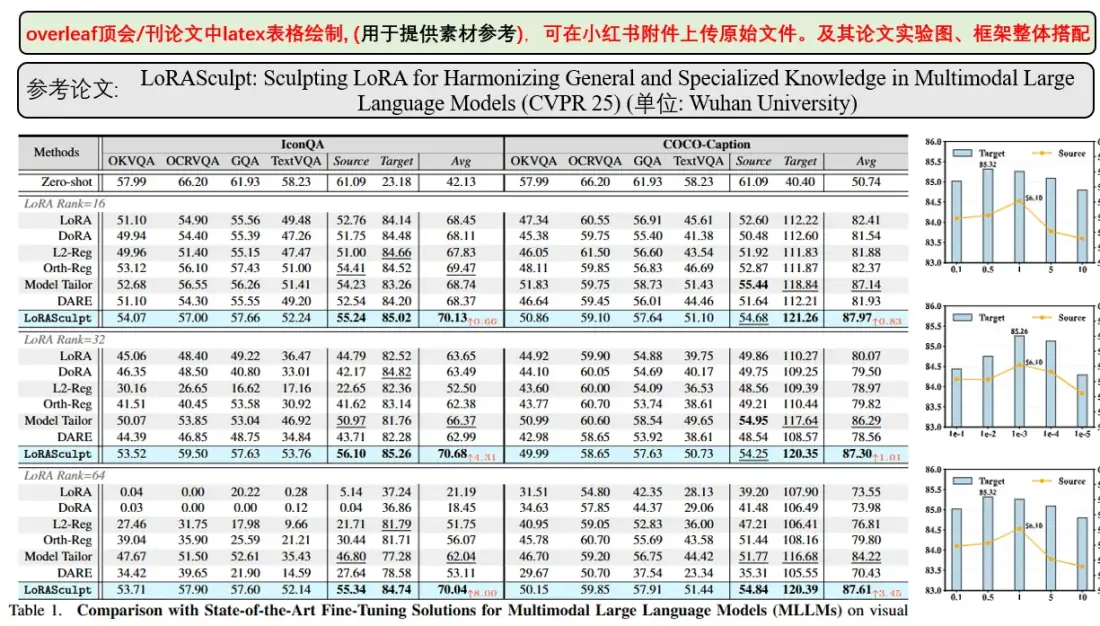 overleaf顶会/刊论文中latex表格绘制, (用于提供素材参考), 可在小红书附件上传原始文件。及其论文实验图、框架整体搭配
参考论文: LoRASculpt: Sculpting LoRA for Harmonizing General and Specialized Knowledge in Multimodal Large
Language Models (CVPR 25) (单位: Wuhan University)
Methods IconQA COCO-Caption
OKVQA OCRVQA GQA TextVQA Source Target Avg OKVQA OCRVQA GQA TextVQA Source Target Avg
Zero-shot 57.99 66.20 61.93 58.23 61.09 23.18 42.13 57.99 66.20 61.93 58.23 61.09 40.40 50.74
LoRA Rank=16
LoRA 51.10 54.90 55.56 49.48 52.76 84.14 68.45 47.34 60.55 56.91 45.61 52.60 112.22 82.41
DoRA 49.94 54.40 55.39 47.26 51.75 84.48 68.11 45.38 59.75 55.40 41.38 50.48 112.60 81.54
L2-Reg 49.96 51.40 55.15 47.47 51.00 84.66 67.83 46.05 61.50 56.60 43.54 51.92 111.83 81.88
Orth-Reg 53.12 56.10 57.43 51.00 54.41 84.52 69.47 48.11 59.85 56.83 46.69 52.87 111.87 82.37
Model Tailor 52.68 56.55 56.26 51.41 54.23 83.26 68.74 51.83 59.75 58.73 51.43 55.44 118.84 87.14
DARE 51.10 54.30 55.55 49.20 52.54 84.20 68.37 46.64 59.45 56.01 44.46 51.64 112.21 81.93
LoRASculpt 54.07 57.00 57.66 52.24 55.24 85.02 70.13↑0.66 50.86 59.10 57.64 51.10 54.68 121.26 87.97↑0.83
LoRA Rank=32
LoRA 45.06 48.40 49.22 36.47 44.79 82.52 63.65 44.92 59.90 54.88 39.75 49.86 110.27 80.07
DoRA 46.35 48.50 40.80 33.01 42.17 84.82 63.49 44.10 60.05 54.69 40.17 49.75 109.25 79.50
L2-Reg 30.16 26.65 16.62 17.16 22.65 82.36 52.50 43.60 60.00 54.09 36.53 48.56 109.39 78.97
Orth-Reg 41.51 40.45 53.58 30.92 41.62 83.14 62.38 43.77 60.70 53.74 38.61 49.21 110.44 79.82
Model Tailor 50.07 53.85 53.04 46.92 50.97 81.76 66.37 50.99 60.60 58.54 49.65 54.95 117.64 86.29
DARE 44.39 46.85 48.75 34.84 43.71 82.28 62.99 42.98 58.65 53.92 38.61 48.54 108.57 78.56
LoRASculpt 53.52 59.50 57.63 53.76 56.10 85.26 70.68↑4.31 49.99 58.65 57.63 50.73 54.25 120.35 87.30↑1.01
LoRA Rank=64
LoRA 0.04 0.00 20.22 0.28 5.14 37.24 21.19 31.51 54.80 42.35 28.13 39.20 107.90 73.55
DoRA 0.03 0.00 0.00 0.12 0.04 36.86 18.45 34.63 57.85 44.37 29.06 41.48 106.49 73.98
L2-Reg 27.46 31.75 17.98 9.66 21.71 81.79 51.75 40.95 59.05 52.83 36.00 47.21 106.41 76.81
Orth-Reg 39.04 35.90 25.59 21.21 30.44 81.71 56.07 45.78 60.70 55.69 43.58 51.44 108.16 79.80
Model Tailor 47.67 51.50 52.61 35.43 46.80 77.28 62.04 46.70 59.20 56.75 44.42 51.77 116.68 84.22
DARE 34.42 39.65 21.90 14.59 27.64 78.58 53.11 29.67 50.70 37.54 23.34 35.31 105.55 70.43
LoRASculpt 53.71 57.90 57.60 52.14 55.34 84.74 70.04↑8.00 50.15 59.85 57.91 51.44 54.84 120.39 87.61↑3.45
Table 1. Comparison with State-of-the-Art Fine-Tuning Solutions for Multimodal Large Language Models (MLLMs) on visual
86.0
Target Source
85.5
85.32
85.0
84.5
56.10
84.0
83.5
83.0
0.1 0.5 1 5 10
86.0
Target Source
85.5
85.26
85.0
84.5
56.10
84.0
83.5
83.0
1e-1 1e-2 1e-3 1e-4 1e-5
86.0
Target Source
85.5
85.32
85.0
84.5
56.10
84.0
83.5
83.0
0.1 0.5 1 5 10